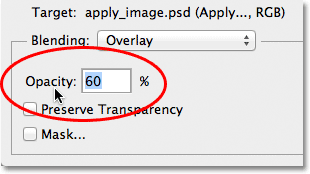 Target: apply_image.psd (Apply..., RGB)
Blending: Overlay
Opacity: 60 %
Preserve Transparency
Mask...